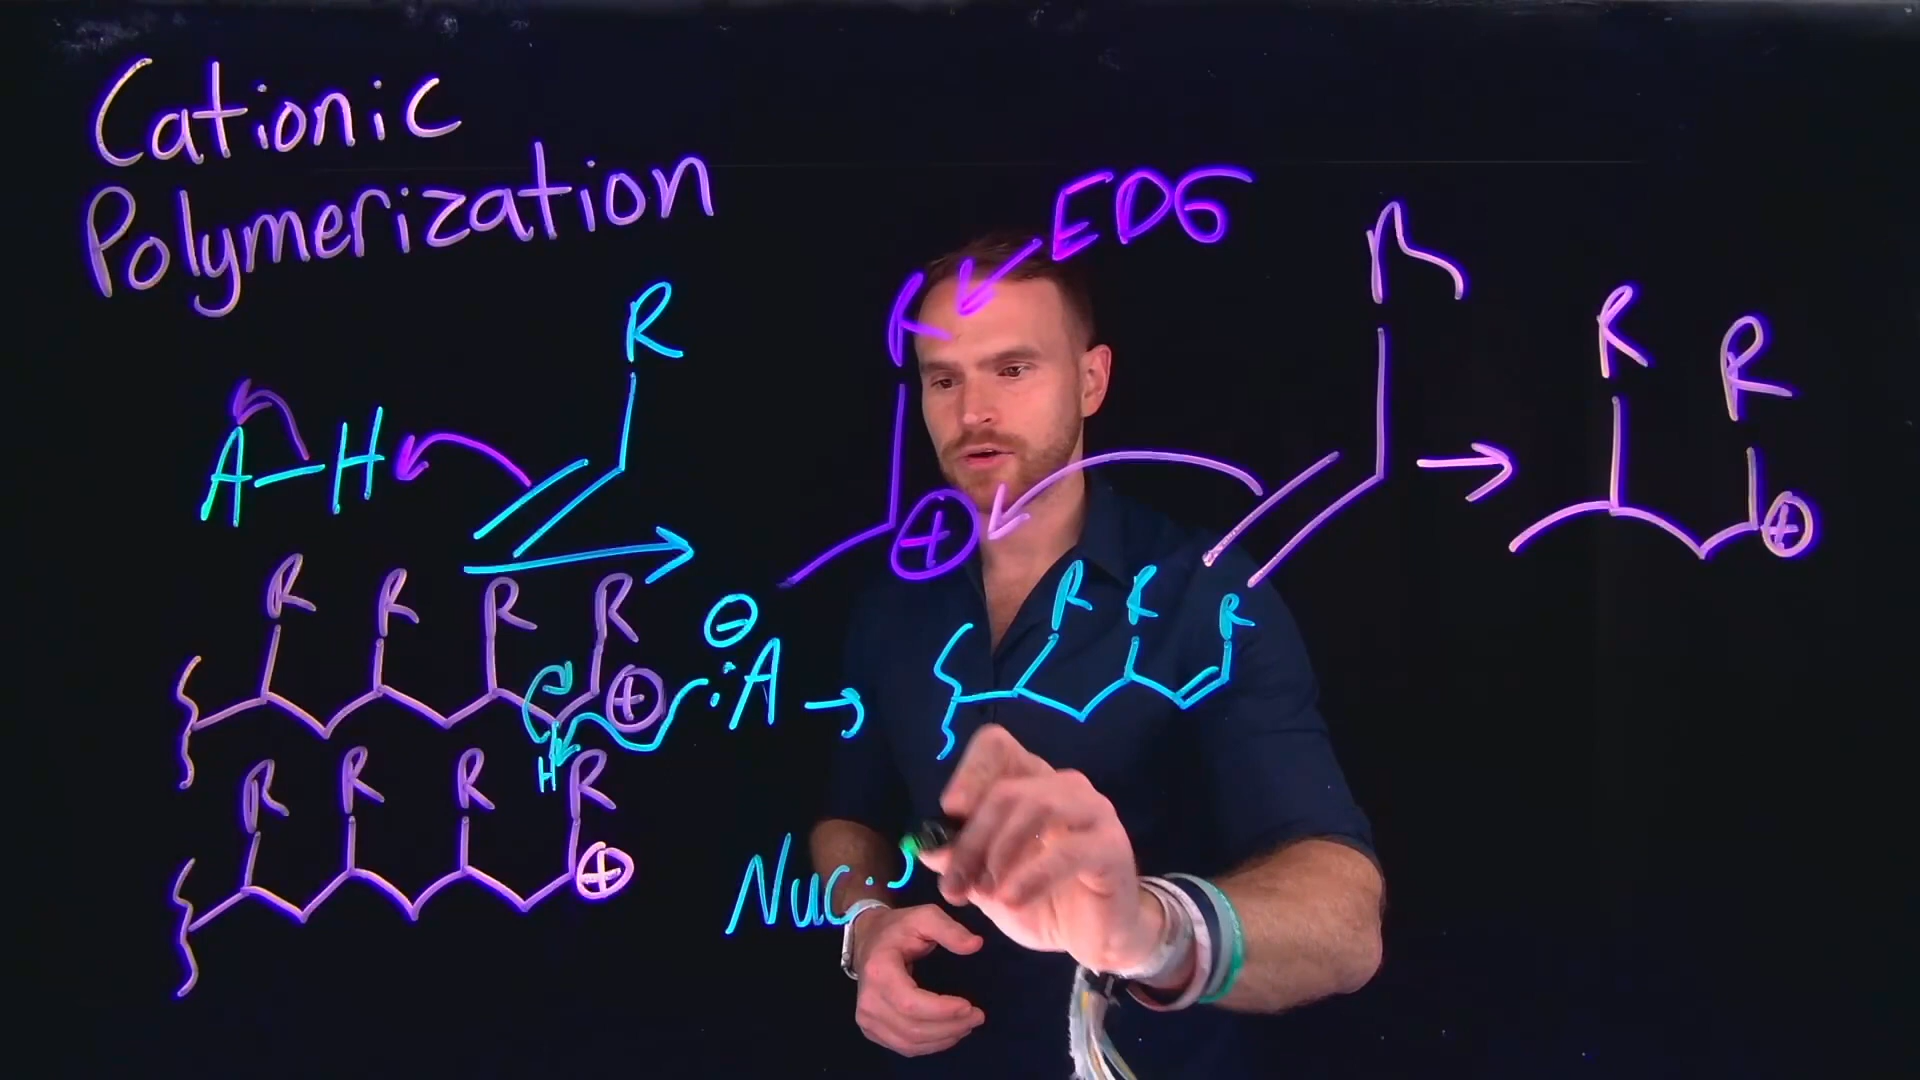 Cationic
Polymerization
EDG
R
R
R
R
R
A-H
⊕
⊕
R R R R
⊖
:A
R R R
⊕
H
R R R R
⊕
Nuc: